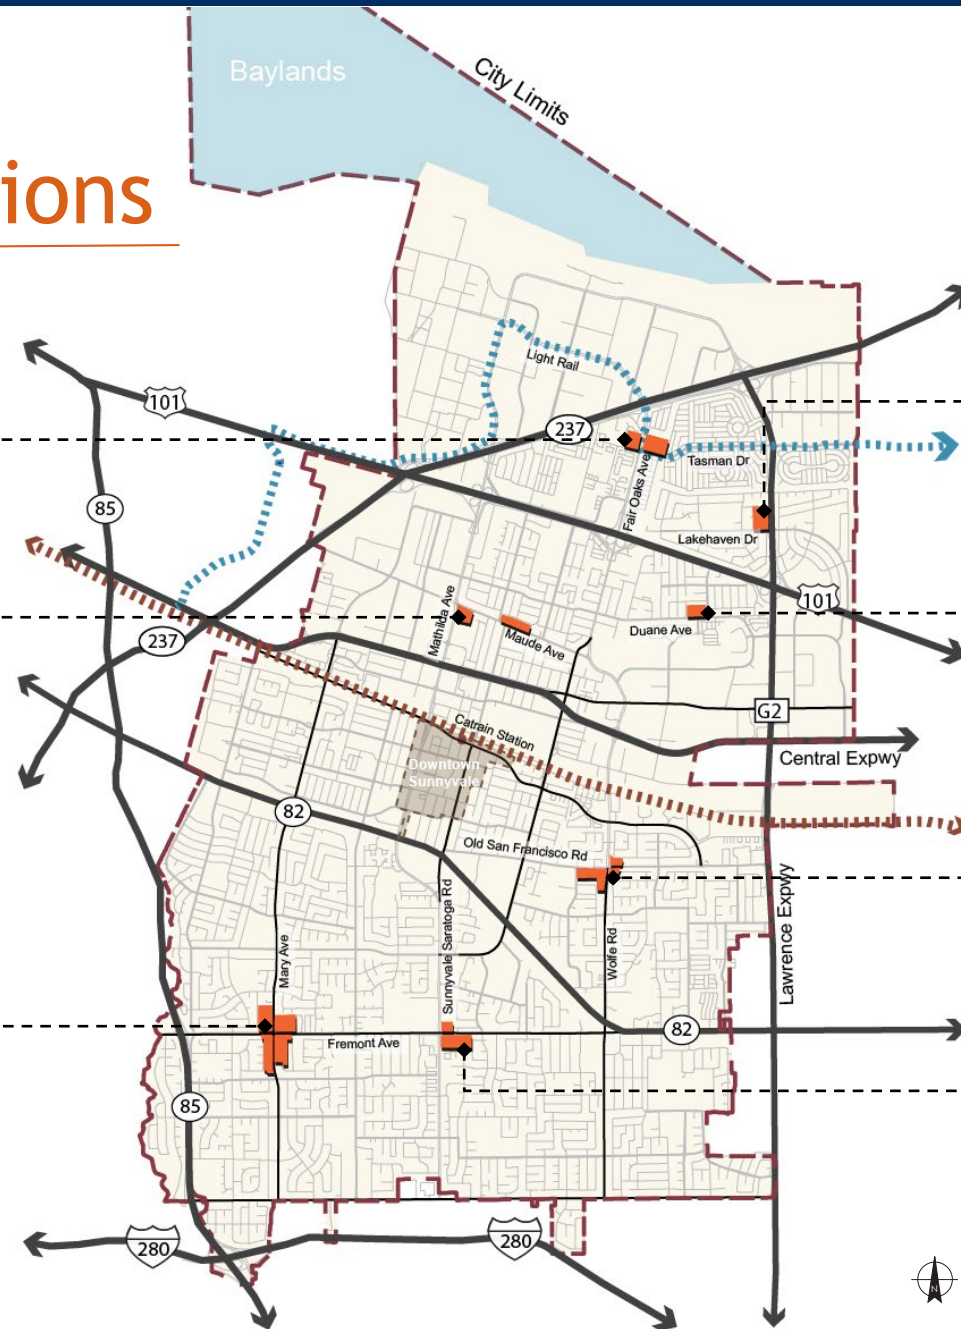 Baylands
City Limits
ions
Light Rail
101
237
Tasman Dr
Fair Oaks Ave
85
Lakehaven Dr
101
Mathilda Ave
Maude Ave
Duane Ave
237
G2
Catrain Station
Central Expwy
Downtown
Sunnyvale
82
Old San Francisco Rd
Lawrence Expwy
Sunnyvale Saratoga Rd
Mary Ave
Wolfe Rd
82
Fremont Ave
85
280
280
N